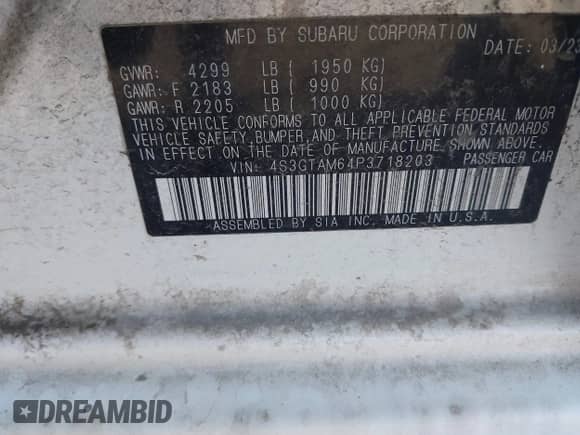 MFD BY SUBARU CORPORATION
DATE: 03/23
GVWR: 4299 LB ( 1950 KG)
GAWR: F 2183 LB ( 990 KG)
GAWR: R 2205 LB ( 1000 KG)
THIS VEHICLE CONFORMS TO ALL APPLICABLE FEDERAL MOTOR
VEHICLE SAFETY, BUMPER, AND THEFT PREVENTION STANDARDS
IN EFFECT ON THE DATE OF MANUFACTURE SHOWN ABOVE.
VIN: 4S3GTAM64P3718203 PASSENGER CAR
ASSEMBLED BY SIA INC. MADE IN U.S.A.
DREAMBID